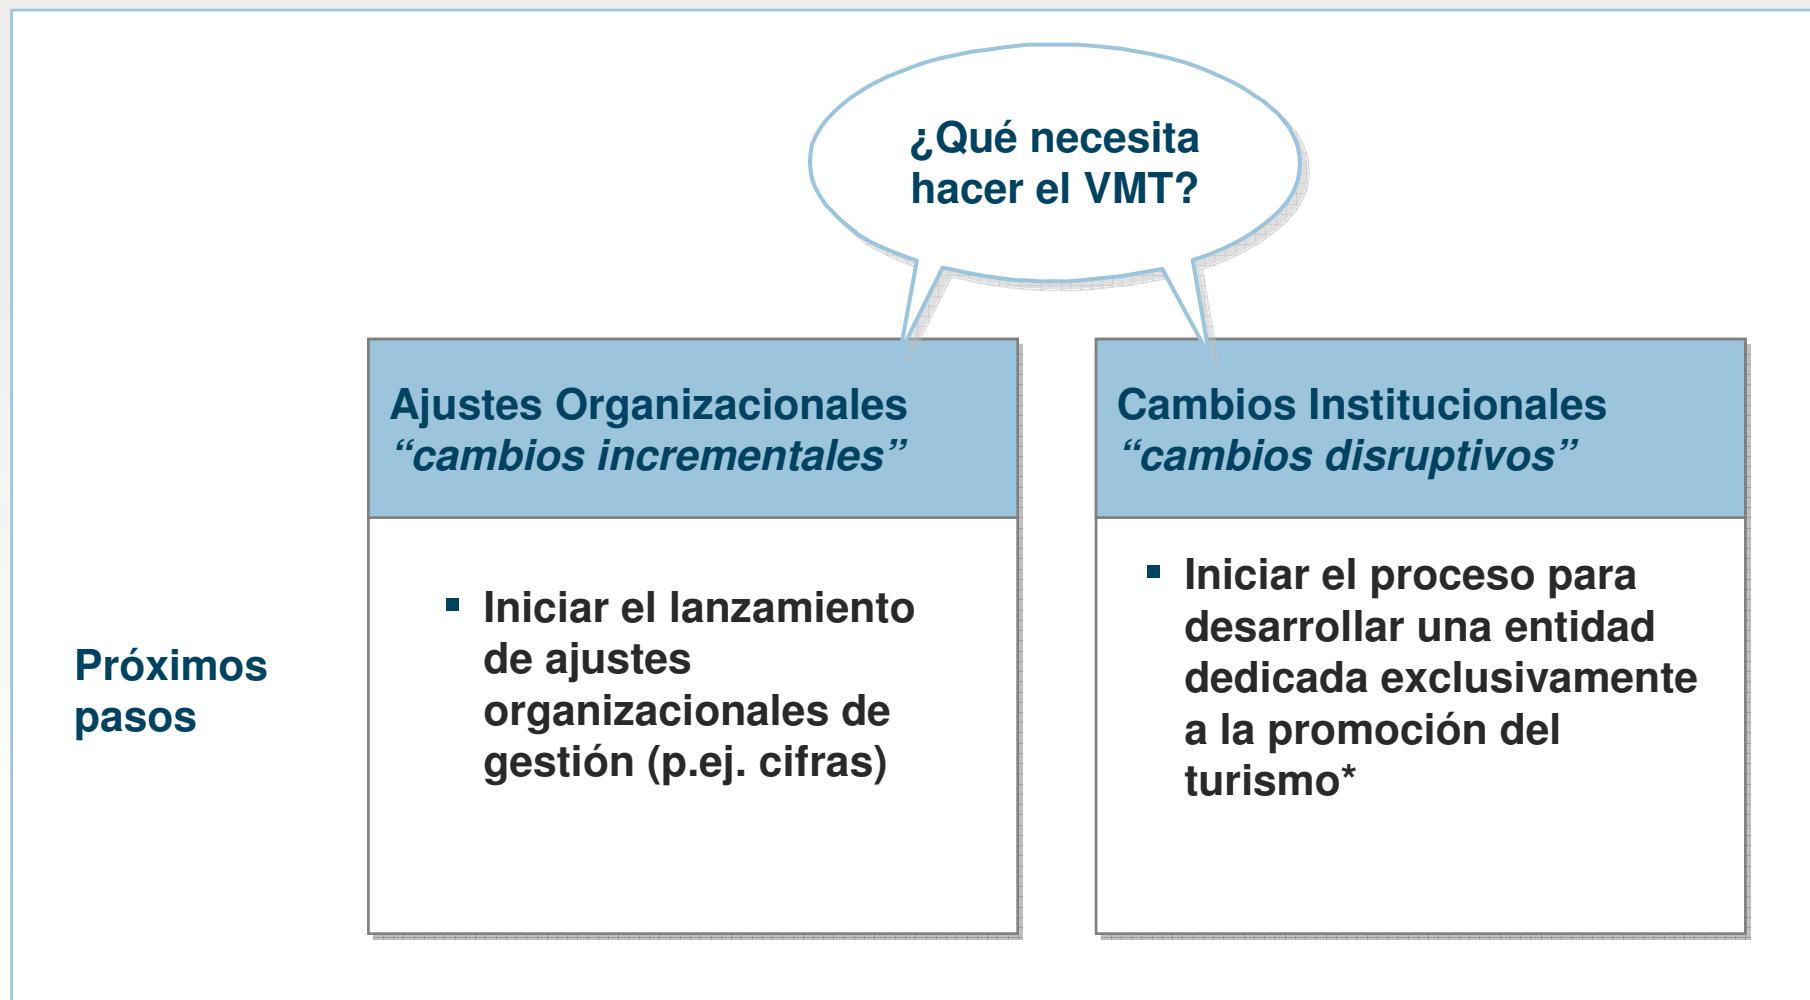 ¿Qué necesita
hacer el VMT?
Ajustes Organizacionales
“cambios incrementales”
Cambios Institucionales
“cambios disruptivos”
Próximos
pasos
▪ Iniciar el lanzamiento
de ajustes
organizacionales de
gestión (p.ej. cifras)
▪ Iniciar el proceso para
desarrollar una entidad
dedicada exclusivamente
a la promoción del
turismo*